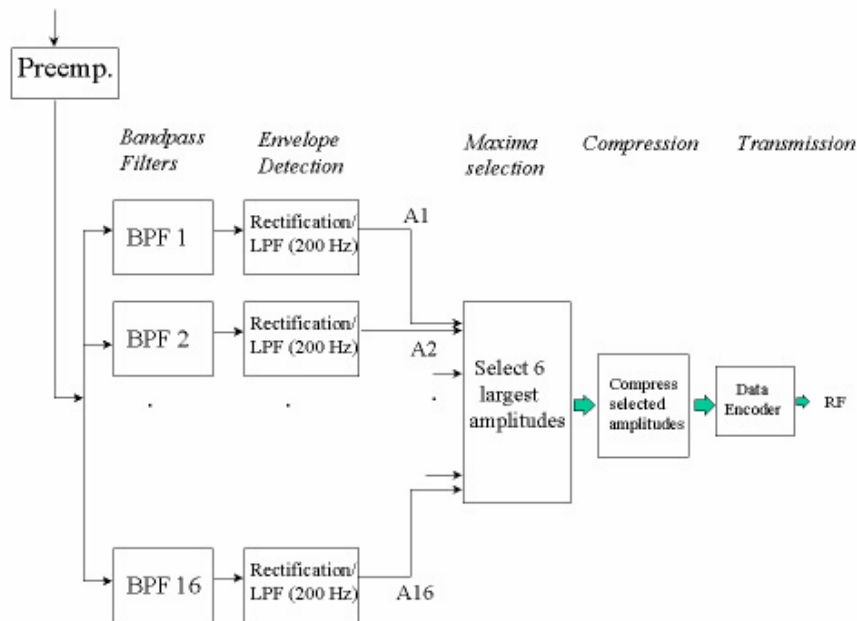 Preemp.
Bandpass
Filters
Envelope
Detection
Maxima
selection
Compression
Transmission
BPF 1
Rectification/
LPF (200 Hz)
A1
BPF 2
Rectification/
LPF (200 Hz)
A2
Select 6
largest
amplitudes
Compress
selected
amplitudes
Data
Encoder
RF
BPF 16
Rectification/
LPF (200 Hz)
A16